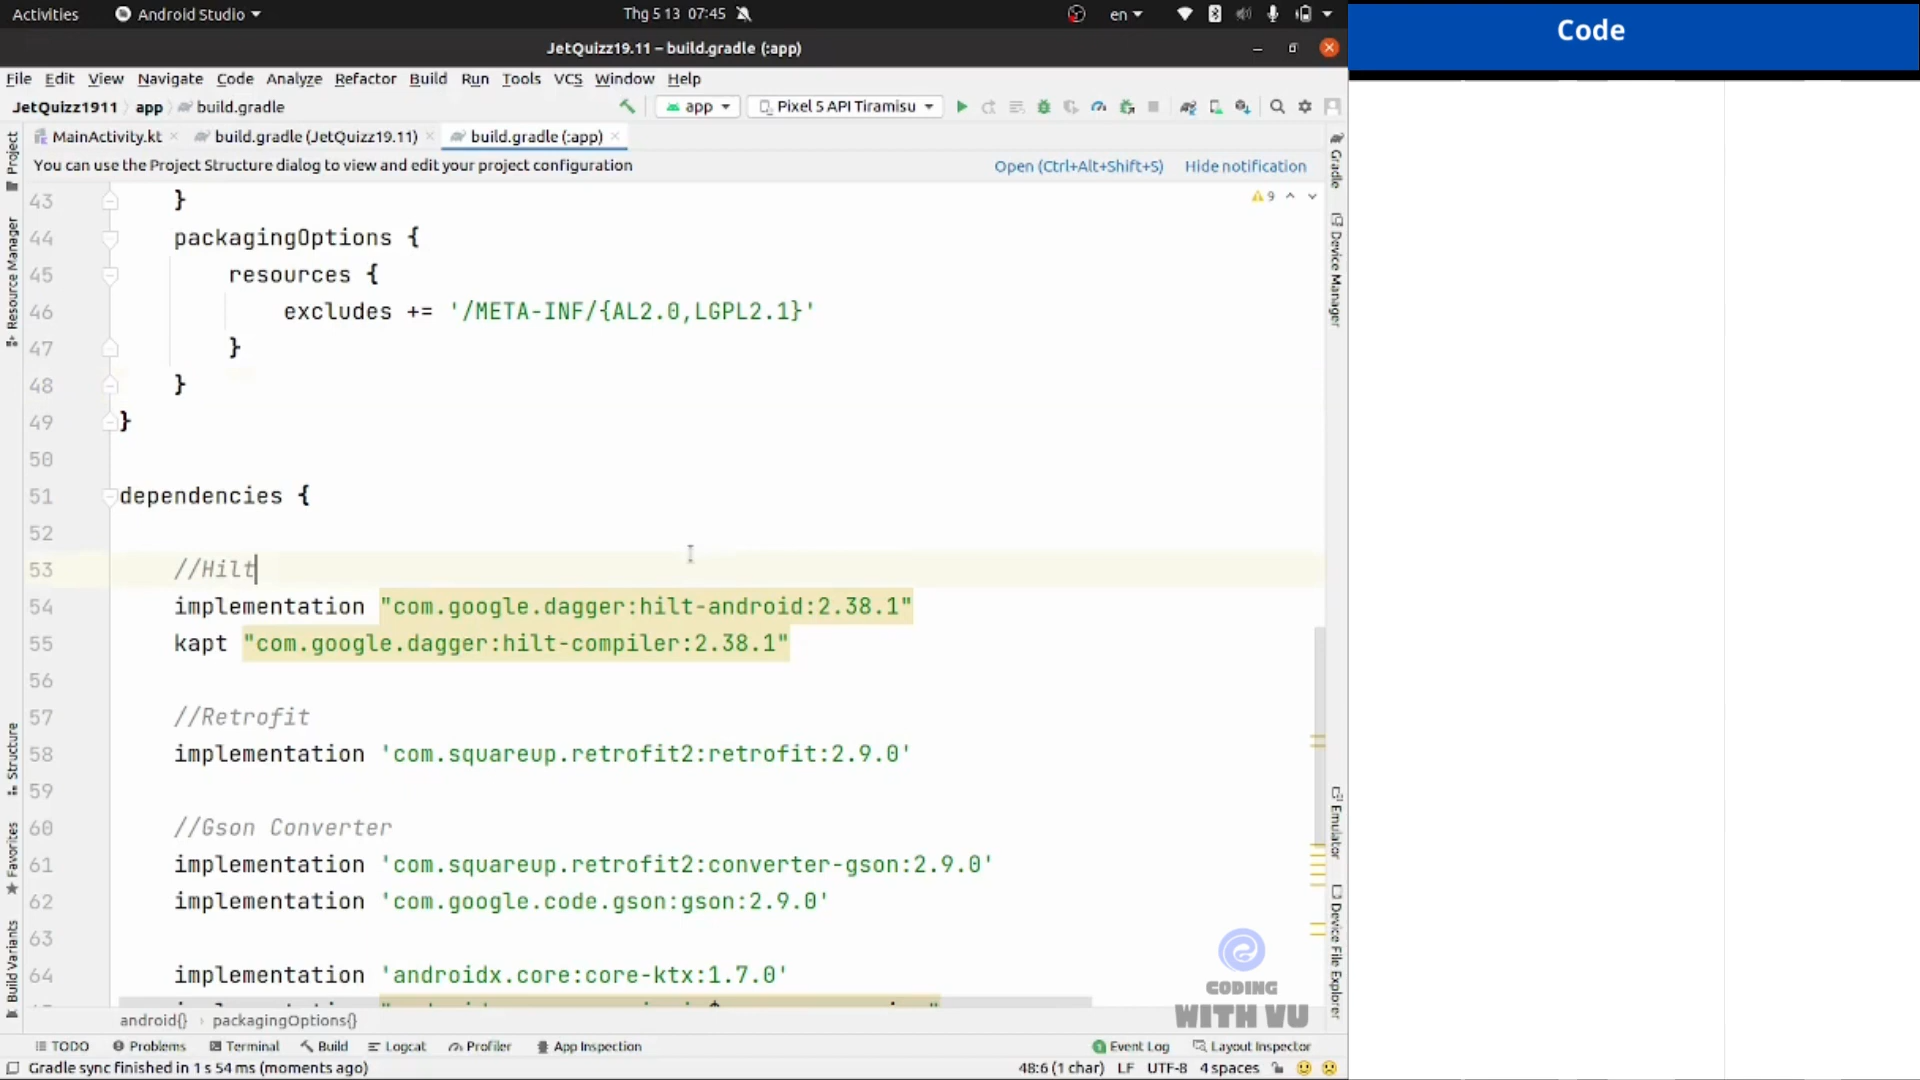 Activities Android Studio Thg 5 13 07:45 en
JetQuizz19.11 – build.gradle (:app)
File Edit View Navigate Code Analyze Refactor Build Run Tools VCS Window Help
JetQuizz1911 app build.gradle app Pixel 5 API Tiramisu
MainActivity.kt build.gradle (JetQuizz19.11) build.gradle (:app)
You can use the Project Structure dialog to view and edit your project configuration Open (Ctrl+Alt+Shift+S) Hide notification
9
43 }
44 packagingOptions {
45 resources {
46 excludes += '/META-INF/{AL2.0,LGPL2.1}'
47 }
48 }
49 }
50
51 dependencies {
52
53 //Hilt
54 implementation "com.google.dagger:hilt-android:2.38.1"
55 kapt "com.google.dagger:hilt-compiler:2.38.1"
56
57 //Retrofit
58 implementation 'com.squareup.retrofit2:retrofit:2.9.0'
59
60 //Gson Converter
61 implementation 'com.squareup.retrofit2:converter-gson:2.9.0'
62 implementation 'com.google.code.gson:gson:2.9.0'
63
64 implementation 'androidx.core:core-ktx:1.7.0'
android{} › packagingOptions{}
TODO Problems Terminal Build Logcat Profiler App Inspection Event Log Layout Inspector
Gradle sync finished in 1 s 54 ms (moments ago) 48:6 (1 char) LF UTF-8 4 spaces
Project
Resource Manager
Structure
Favorites
Build Variants
Gradle
Device Manager
Emulator
Device File Explorer
CODING
WITH VU
Code